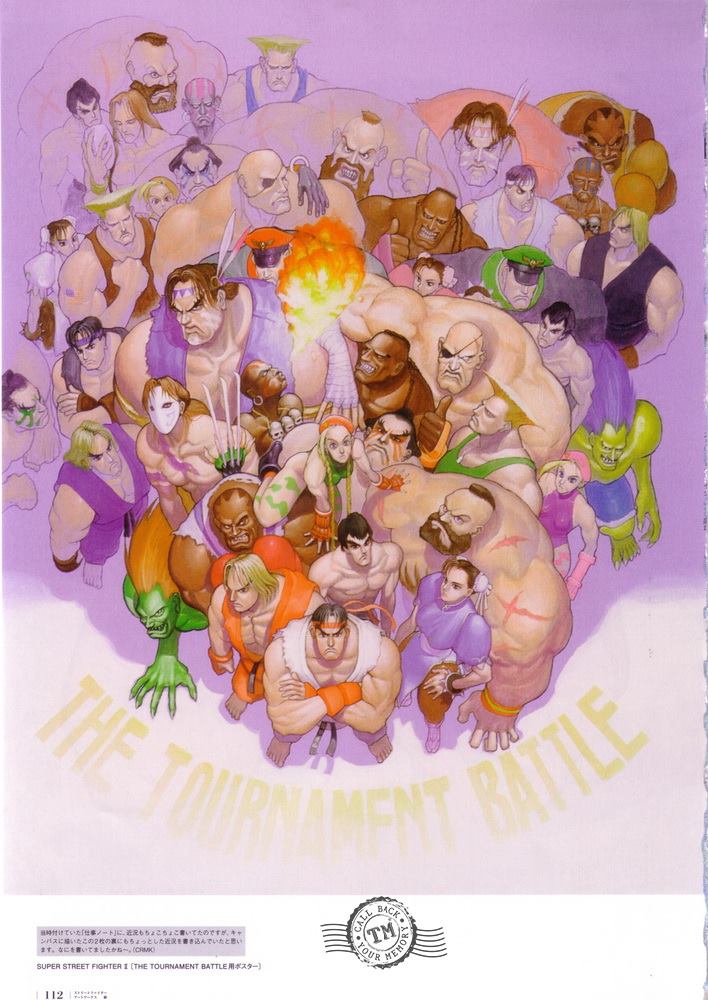 THE TOURNAMENT BATTLE
当時付けていた「仕事ノート」に、近況もちょこちょこ書いてたのですが、キャ
ンパスに描いたこの2枚の裏にもちょっとした近況を書き込んでいたと思い
ます。なにを書いてましたかね〜。(CRMK)
SUPER STREET FIGHTER II [THE TOURNAMENT BATTLE用ポスター]
CALL BACK
TM
YOUR MEMORY
112
ストリートファイター
アートワークス